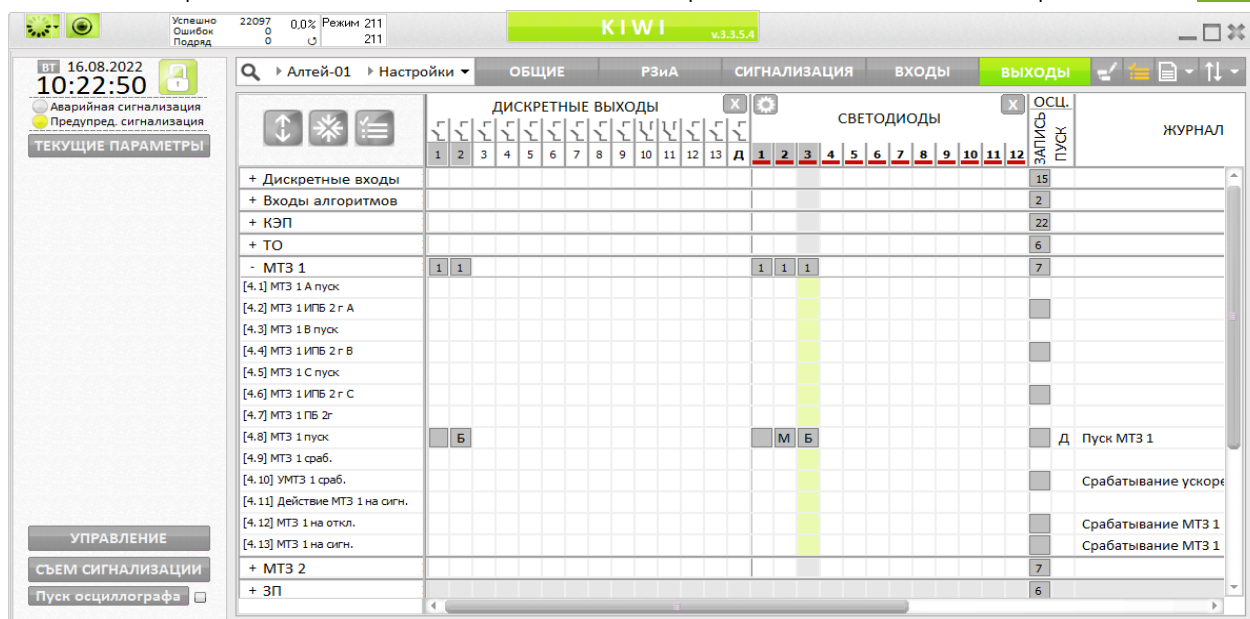 Успешно 22097 0,0% Режим 211
Ошибок 0
Подряд 0 211
KIWI v.3.3.5.4
ВТ 16.08.2022
10:22:50
Аварийная сигнализация
Предупред. сигнализация
ТЕКУЩИЕ ПАРАМЕТРЫ
Алтей-01 Настройки ОБЩИЕ РЗиА СИГНАЛИЗАЦИЯ ВХОДЫ ВЫХОДЫ
ДИСКРЕТНЫЕ ВЫХОДЫ X СВЕТОДИОДЫ X ОСЦ. ЖУРНАЛ
ЗАПИСЬ ПУСК
1 2 3 4 5 6 7 8 9 10 11 12 13 Д 1 2 3 4 5 6 7 8 9 10 11 12
+ Дискретные входы 15
+ Входы алгоритмов 2
+ КЭП 22
+ ТО 6
- МТЗ 1 1 1 1 1 1 7
[4.1] МТЗ 1 А пуск
[4.2] МТЗ 1 ИПБ 2 г А
[4.3] МТЗ 1 В пуск
[4.4] МТЗ 1 ИПБ 2 г В
[4.5] МТЗ 1 С пуск
[4.6] МТЗ 1 ИПБ 2 г С
[4.7] МТЗ 1 ПБ 2г
[4.8] МТЗ 1 пуск Б М Б Д Пуск МТЗ 1
[4.9] МТЗ 1 сраб.
[4.10] УМТЗ 1 сраб. Срабатывание ускоре
[4.11] Действие МТЗ 1 на сигн.
[4.12] МТЗ 1 на откл. Срабатывание МТЗ 1
[4.13] МТЗ 1 на сигн. Срабатывание МТЗ 1
+ МТЗ 2 7
+ ЗП 6
УПРАВЛЕНИЕ
СЪЕМ СИГНАЛИЗАЦИИ
Пуск осциллографа